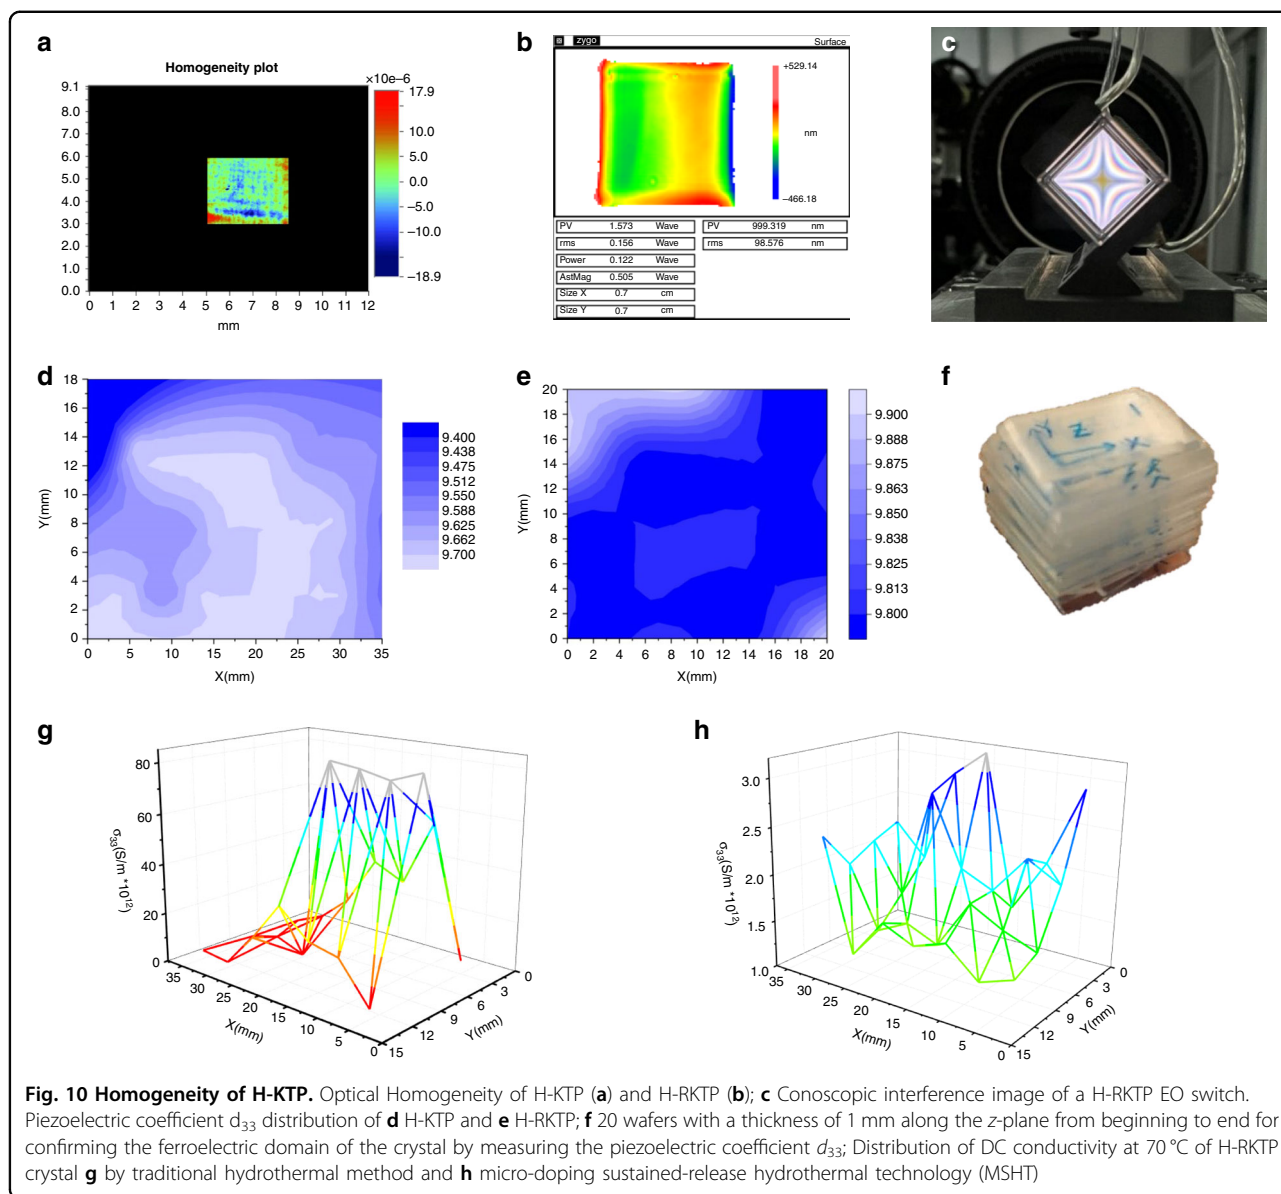 a
Homogeneity plot
×10e–6
9.1
8.0
7.0
6.0
5.0
4.0
3.0
2.0
1.0
0.0
0 1 2 3 4 5 6 7 8 9 10 11 12
mm
17.9
10.0
5.0
0.0
−5.0
−10.0
−18.9
b
zygo Surface
+529.14
nm
−466.18
PV 1.573 Wave PV 999.319 nm
rms 0.156 Wave rms 98.576 nm
Power 0.122 Wave
AstMag 0.505 Wave
Size X 0.7 cm
Size Y 0.7 cm
c
d
18
16
14
12
10
8
6
4
2
0
Y(mm)
0 5 10 15 20 25 30 35
X(mm)
9.400
9.438
9.475
9.512
9.550
9.588
9.625
9.662
9.700
e
20
18
16
14
12
10
8
6
4
2
0
Y(mm)
0 2 4 6 8 10 12 14 16 18 20
X(mm)
9.900
9.888
9.875
9.863
9.850
9.838
9.825
9.813
9.800
f
Y Z X
g
80
60
40
20
0
σ33(S/m *10^12)
35 30 25 20 15 10 5 0
X(mm)
15 12 9 6 3 0
Y(mm)
h
3.0
2.5
2.0
1.5
1.0
σ33(S/m *10^12)
35 30 25 20 15 10 5 0
X(mm)
15 12 9 6 3 0
Y(mm)
Fig. 10 Homogeneity of H-KTP. Optical Homogeneity of H-KTP (a) and H-RKTP (b); c Conoscopic interference image of a H-RKTP EO switch.
Piezoelectric coefficient d33 distribution of d H-KTP and e H-RKTP; f 20 wafers with a thickness of 1 mm along the z-plane from beginning to end for
confirming the ferroelectric domain of the crystal by measuring the piezoelectric coefficient d33; Distribution of DC conductivity at 70 °C of H-RKTP
crystal g by traditional hydrothermal method and h micro-doping sustained-release hydrothermal technology (MSHT)